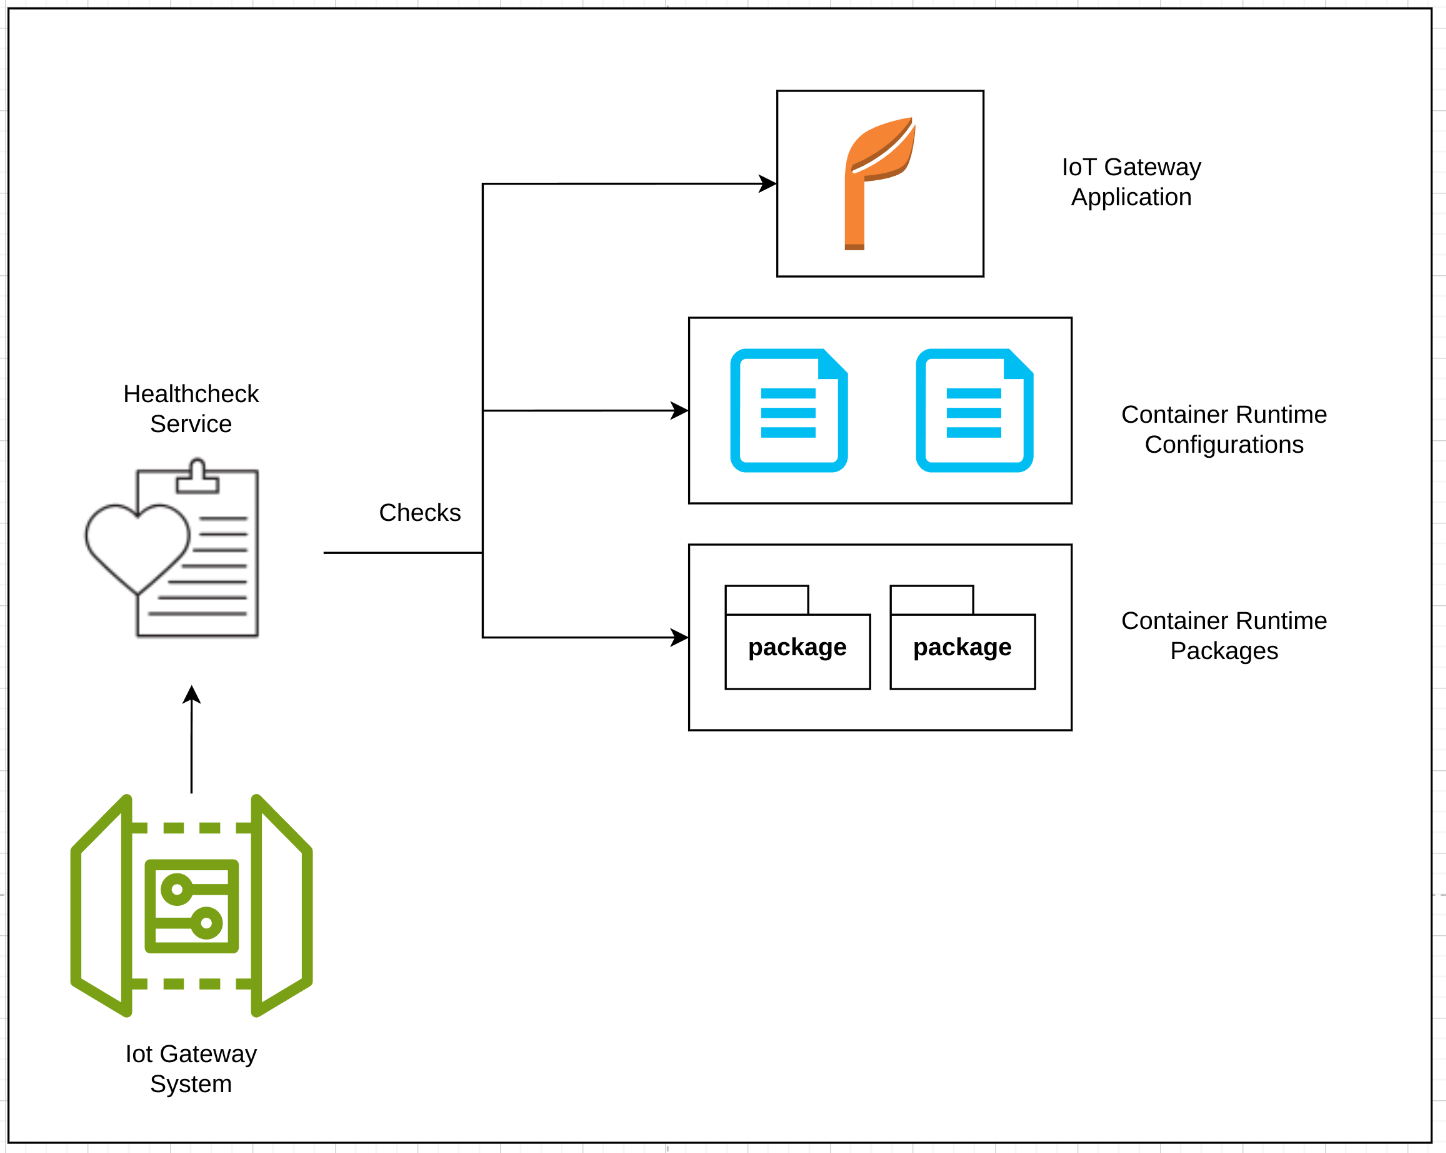 IoT Gateway
Application
Healthcheck
Service
Container Runtime
Configurations
Checks
package
package
Container Runtime
Packages
Iot Gateway
System